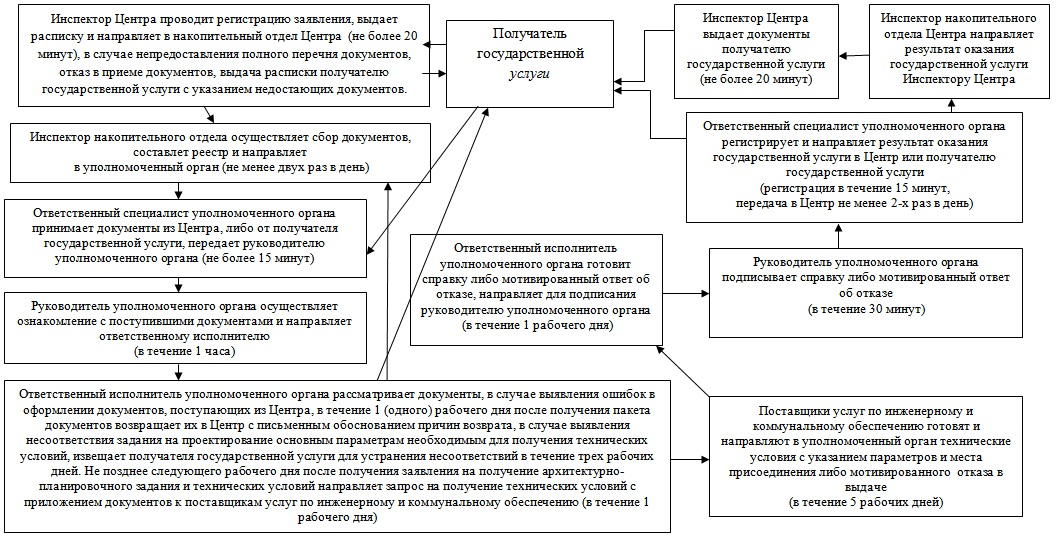 Инспектор Центра проводит регистрацию заявления, выдает
расписку и направляет в накопительный отдел Центра (не более 20
минут), в случае непредоставления полного перечня документов,
отказ в приеме документов, выдача расписки получателю
государственной услуги с указанием недостающих документов.
Получатель
государственной
услуги
Инспектор Центра
выдает документы
получателю
государственной услуги
(не более 20 минут)
Инспектор накопительного
отдела Центра направляет
результат оказания
государственной услуги
Инспектору Центра
Инспектор накопительного отдела осуществляет сбор документов,
составлет реестр и направляет
в уполномоченный орган (не менее двух раз в день)
Ответственный специалист уполномоченного органа
регистрирует и направляет результат оказания
государственной услуги в Центр или получателю
государственной услуги
(регистрация в течение 15 минут,
передача в Центр не менее 2-х раз в день)
Ответственный специалист уполномоченного органа
принимает документы из Центра, либо от получателя
государственной услуги, передает руководителю
уполномоченного органа (не более 15 минут)
Ответственный исполнитель
уполномоченного органа готовит
справку либо мотивированный ответ об
отказе, направляет для подписания
руководителю уполномоченного органа
(в течение 1 рабочего дня)
Руководитель уполномоченного органа
подписывает справку либо мотивированный ответ
об отказе
(в течение 30 минут)
Руководитель уполномоченного органа осуществляет
ознакомление с поступившими документами и направляет
ответственному исполнителю
(в течение 1 часа)
Ответственный исполнитель уполномоченного органа рассматривает документы, в случае выявления ошибок в
оформлении документов, поступающих из Центра, в течение 1 (одного) рабочего дня после получения пакета
документов возвращает их в Центр с письменным обоснованием причин возврата, в случае выявления
несоответствия задания на проектирование основным параметрам необходимым для получения технических
условий, извещает получателя государственной услуги для устранения несоответствий в течение трех рабочих
дней. Не позднее следующего рабочего дня после получения заявления на получение архитектурно-
планировочного задания и технических условий направляет запрос на получение технических условий с
приложением документов к поставщикам услуг по инженерному и коммунальному обеспечению (в течение 1
рабочего дня)
Поставщики услуг по инженерному и
коммунальному обеспечению готовят и
направляют в уполномоченный орган технические
условия с указанием параметров и места
присоединения либо мотивированного отказа в
выдаче
(в течение 5 рабочих дней)